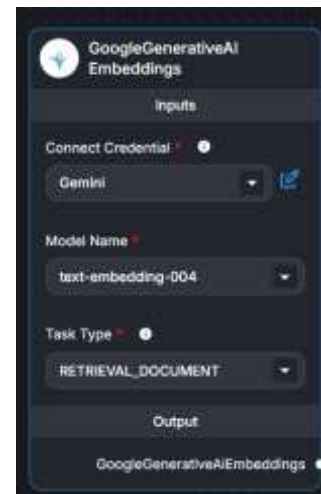 GoogleGenerativeAI
Embeddings
Inputs
Connect Credential *
Gemini
Model Name *
text-embedding-004
Task Type *
RETRIEVAL_DOCUMENT
Output
GoogleGenerativeAiEmbeddings